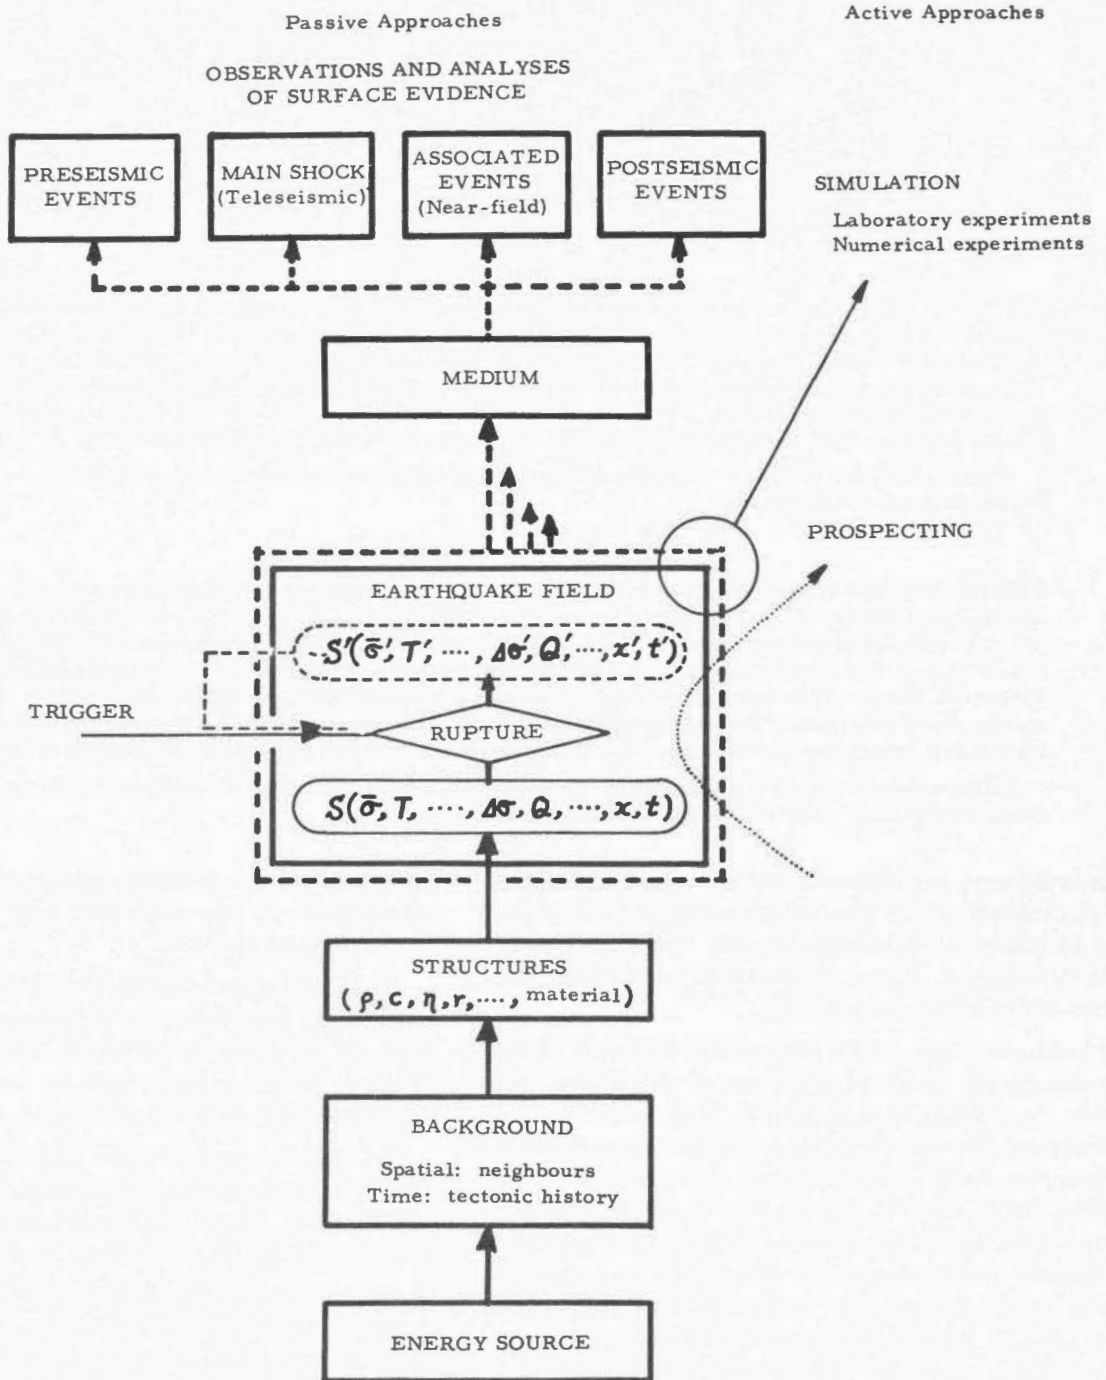 Passive Approaches
Active Approaches
OBSERVATIONS AND ANALYSES
OF SURFACE EVIDENCE
PRESEISMIC
EVENTS
MAIN SHOCK
(Teleseismic)
ASSOCIATED
EVENTS
(Near-field)
POSTSEISMIC
EVENTS
SIMULATION
Laboratory experiments
Numerical experiments
MEDIUM
PROSPECTING
EARTHQUAKE FIELD
S'(σ̄', T', ...., Δσ', Q', ..., x', t')
TRIGGER
RUPTURE
S(σ̄, T, ...., Δσ, Q, ..., x, t)
STRUCTURES
(ρ, c, η, r, ...., material)
BACKGROUND
Spatial: neighbours
Time: tectonic history
ENERGY SOURCE